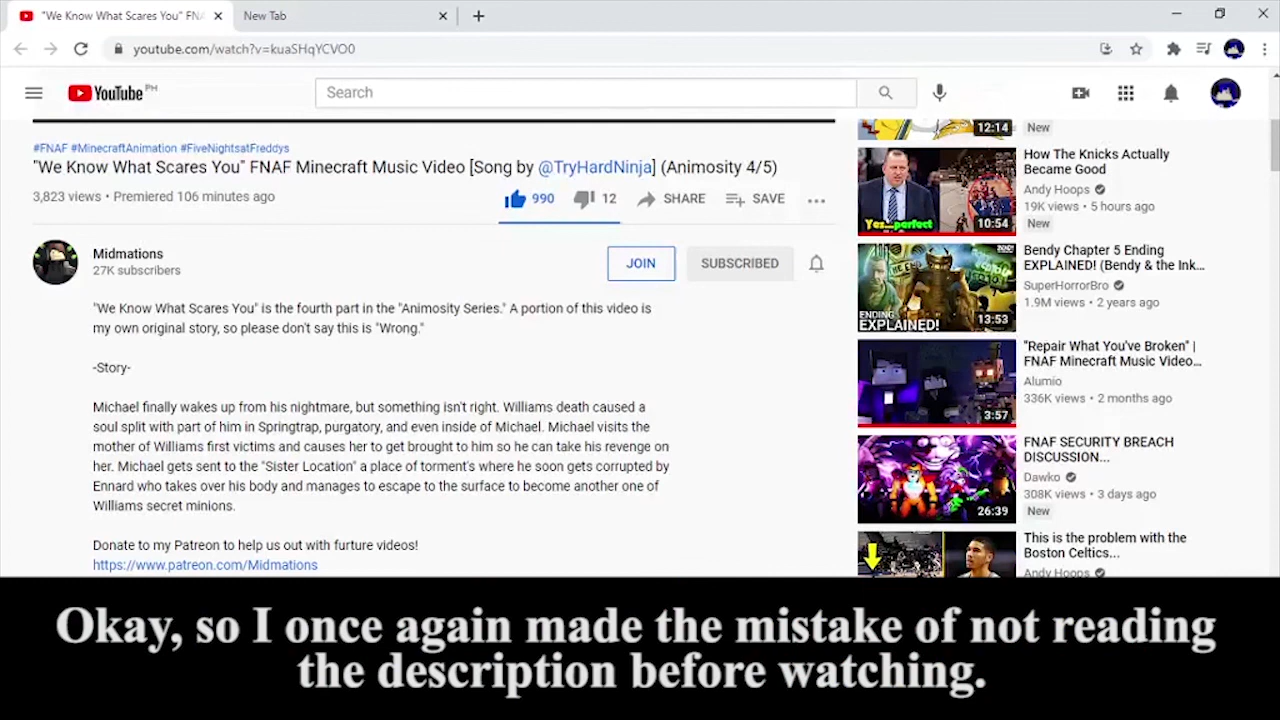 "We Know What Scares You" FNA
New Tab
youtube.com/watch?v=kuaSHqYCVO0
YouTube PH
Search
#FNAF #MinecraftAnimation #FiveNightsatFreddys
"We Know What Scares You" FNAF Minecraft Music Video [Song by @TryHardNinja] (Animosity 4/5)
3,823 views • Premiered 106 minutes ago
990
12
SHARE
SAVE
Midmations
27K subscribers
JOIN
SUBSCRIBED
"We Know What Scares You" is the fourth part in the "Animosity Series." A portion of this video is
my own original story, so please don't say this is "Wrong."
-Story-
Michael finally wakes up from his nightmare, but something isn't right. Williams death caused a
soul split with part of him in Springtrap, purgatory, and even inside of Michael. Michael visits the
mother of Williams first victims and causes her to get brought to him so he can take his revenge on
her. Michael gets sent to the "Sister Location" a place of torment's where he soon gets corrupted by
Ennard who takes over his body and manages to escape to the surface to become another one of
Williams secret minions.
Donate to my Patreon to help us out with furture videos!
https://www.patreon.com/Midmations
12:14
New
Yes...perfect
10:54
How The Knicks Actually
Became Good
Andy Hoops
19K views • 5 hours ago
New
ENDING
EXPLAINED!
13:53
Bendy Chapter 5 Ending
EXPLAINED! (Bendy & the Ink...
SuperHorrorBro
1.9M views • 2 years ago
3:57
"Repair What You've Broken" |
FNAF Minecraft Music Video...
Alumio
336K views • 2 months ago
26:39
FNAF SECURITY BREACH
DISCUSSION...
Dawko
308K views • 3 days ago
New
This is the problem with the
Boston Celtics...
Andy Hoops
Okay, so I once again made the mistake of not reading
the description before watching.